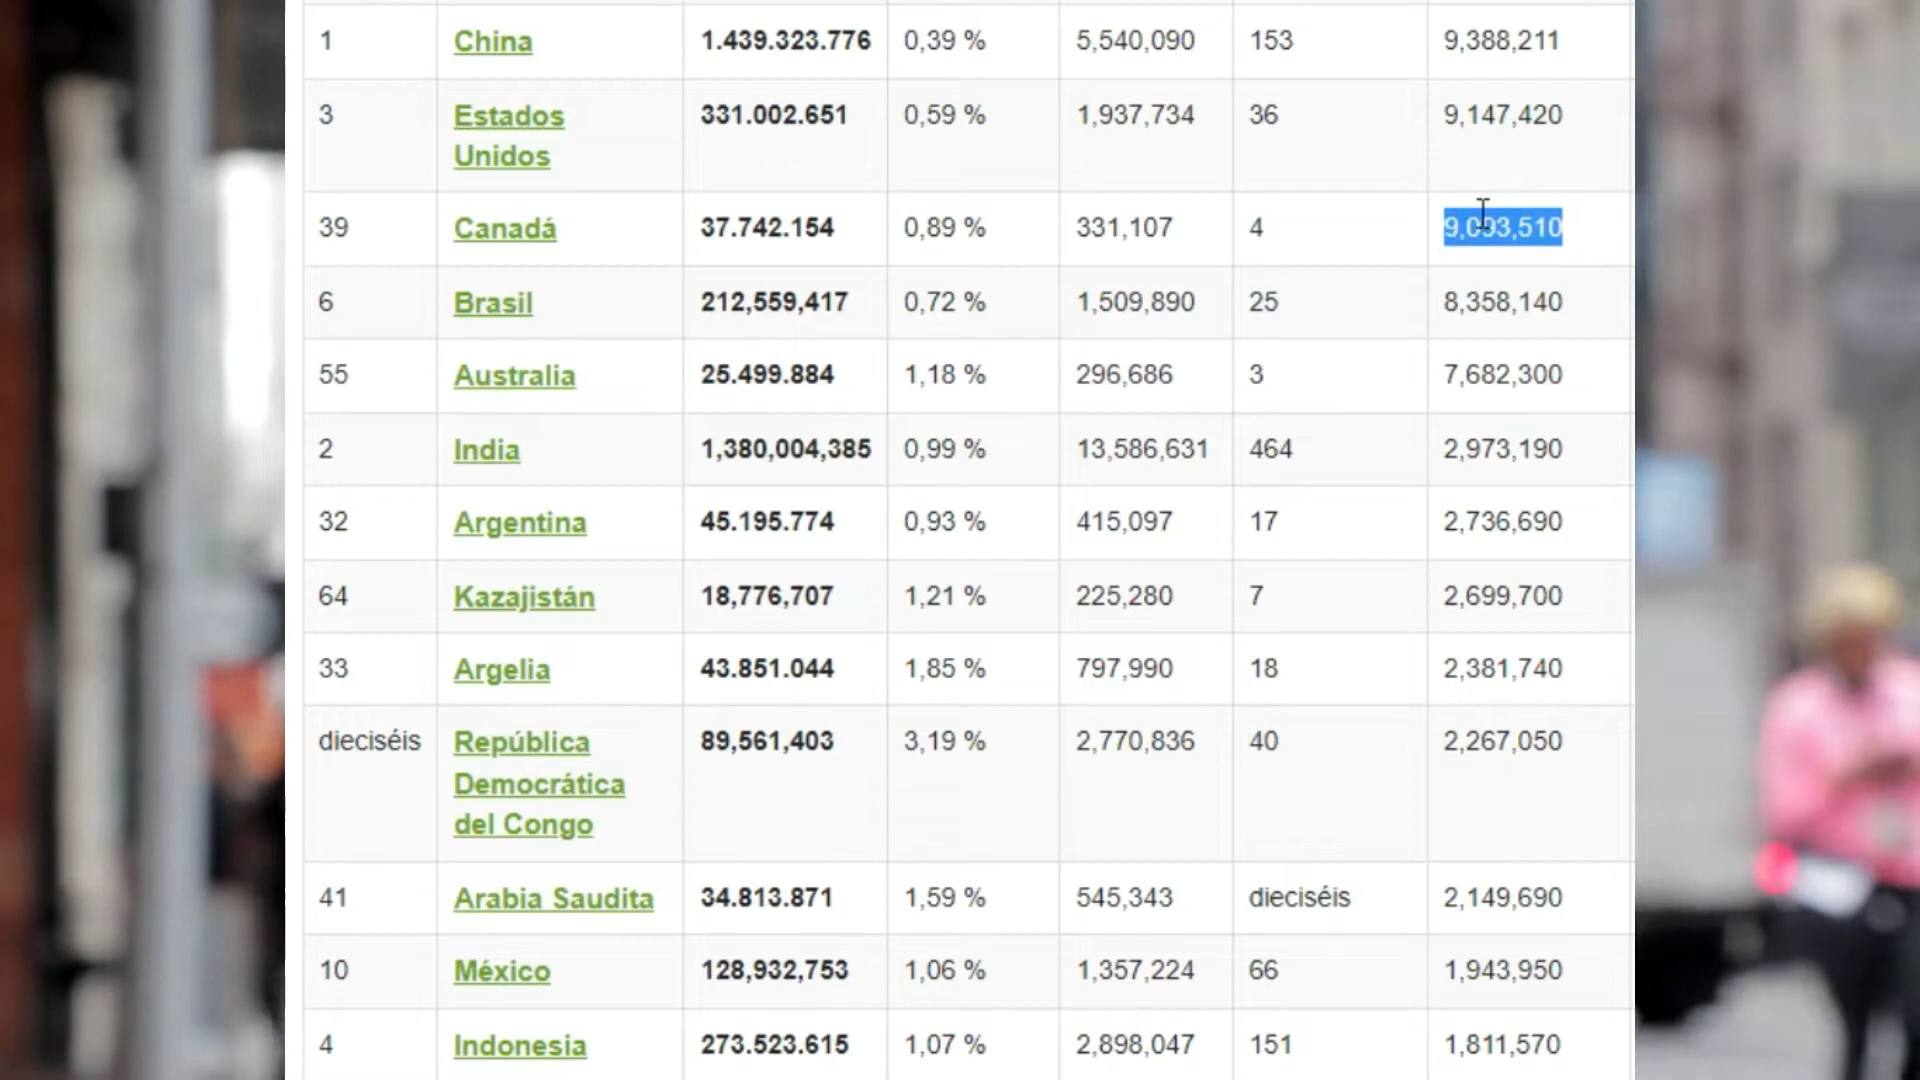 1 China 1.439.323.776 0,39 % 5,540,090 153 9,388,211
3 Estados Unidos 331.002.651 0,59 % 1,937,734 36 9,147,420
39 Canadá 37.742.154 0,89 % 331,107 4 9,093,510
6 Brasil 212,559,417 0,72 % 1,509,890 25 8,358,140
55 Australia 25.499.884 1,18 % 296,686 3 7,682,300
2 India 1,380,004,385 0,99 % 13,586,631 464 2,973,190
32 Argentina 45.195.774 0,93 % 415,097 17 2,736,690
64 Kazajistán 18,776,707 1,21 % 225,280 7 2,699,700
33 Argelia 43.851.044 1,85 % 797,990 18 2,381,740
dieciséis República Democrática del Congo 89,561,403 3,19 % 2,770,836 40 2,267,050
41 Arabia Saudita 34.813.871 1,59 % 545,343 dieciséis 2,149,690
10 México 128,932,753 1,06 % 1,357,224 66 1,943,950
4 Indonesia 273.523.615 1,07 % 2,898,047 151 1,811,570